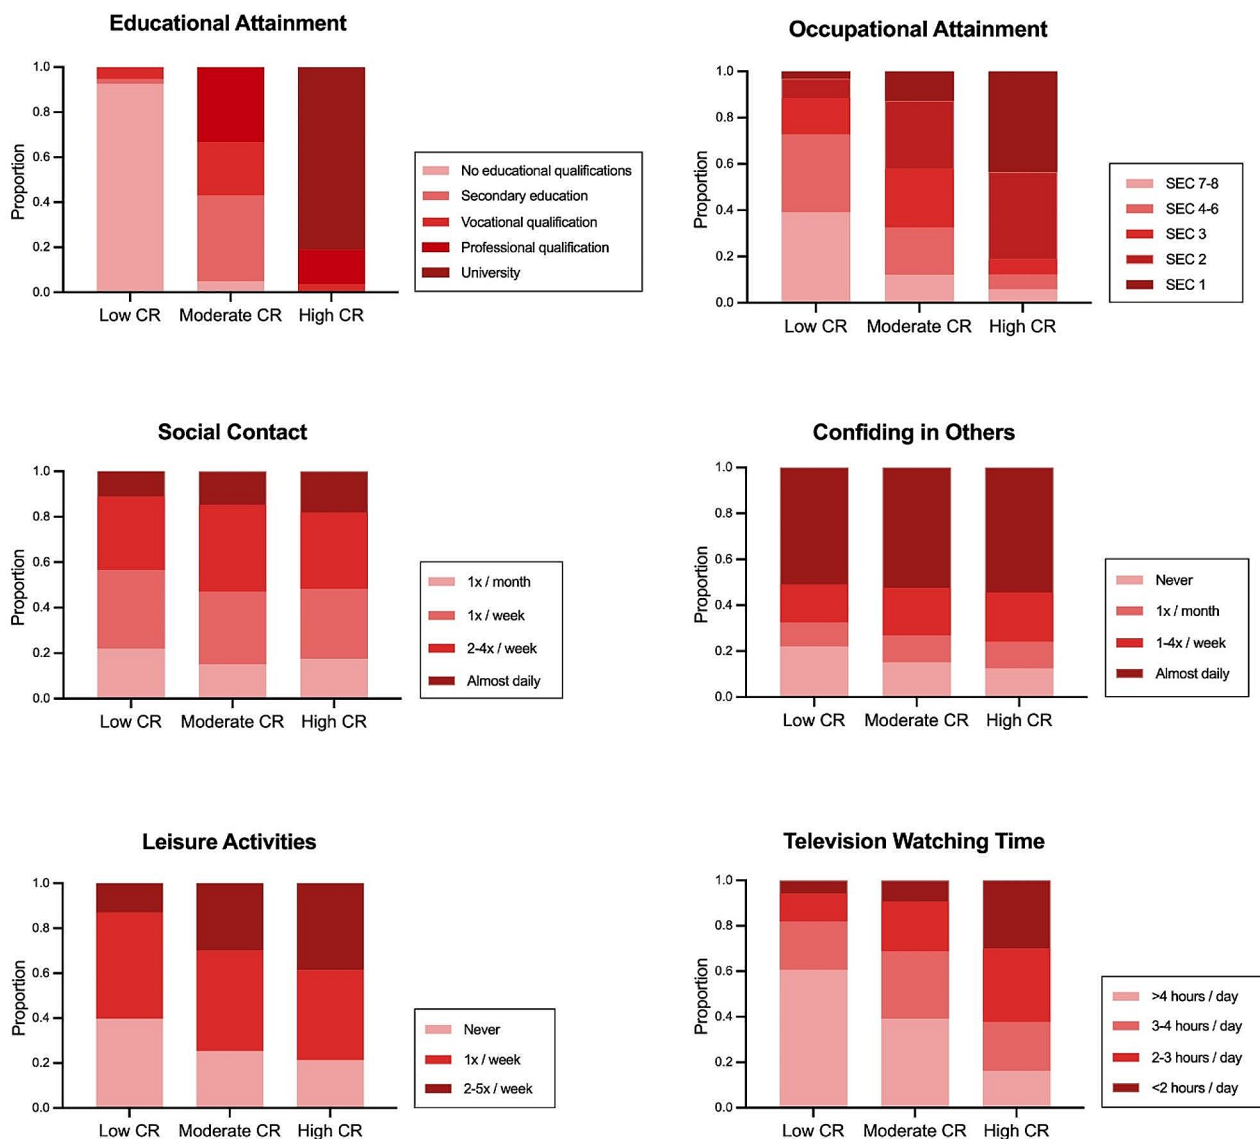 Educational Attainment
Proportion
1.0
0.8
0.6
0.4
0.2
0.0
Low CR Moderate CR High CR
No educational qualifications
Secondary education
Vocational qualification
Professional qualification
University
Occupational Attainment
Proportion
1.0
0.8
0.6
0.4
0.2
0.0
Low CR Moderate CR High CR
SEC 7-8
SEC 4-6
SEC 3
SEC 2
SEC 1
Social Contact
Proportion
1.0
0.8
0.6
0.4
0.2
0.0
Low CR Moderate CR High CR
1x / month
1x / week
2-4x / week
Almost daily
Confiding in Others
Proportion
1.0
0.8
0.6
0.4
0.2
0.0
Low CR Moderate CR High CR
Never
1x / month
1-4x / week
Almost daily
Leisure Activities
Proportion
1.0
0.8
0.6
0.4
0.2
0.0
Low CR Moderate CR High CR
Never
1x / week
2-5x / week
Television Watching Time
Proportion
1.0
0.8
0.6
0.4
0.2
0.0
Low CR Moderate CR High CR
>4 hours / day
3-4 hours / day
2-3 hours / day
<2 hours / day